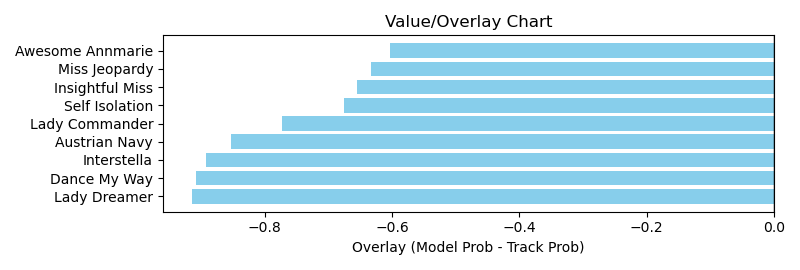 Value/Overlay Chart
Awesome Annmarie
Miss Jeopardy
Insightful Miss
Self Isolation
Lady Commander
Austrian Navy
Interstella
Dance My Way
Lady Dreamer
−0.8 −0.6 −0.4 −0.2 0.0
Overlay (Model Prob - Track Prob)